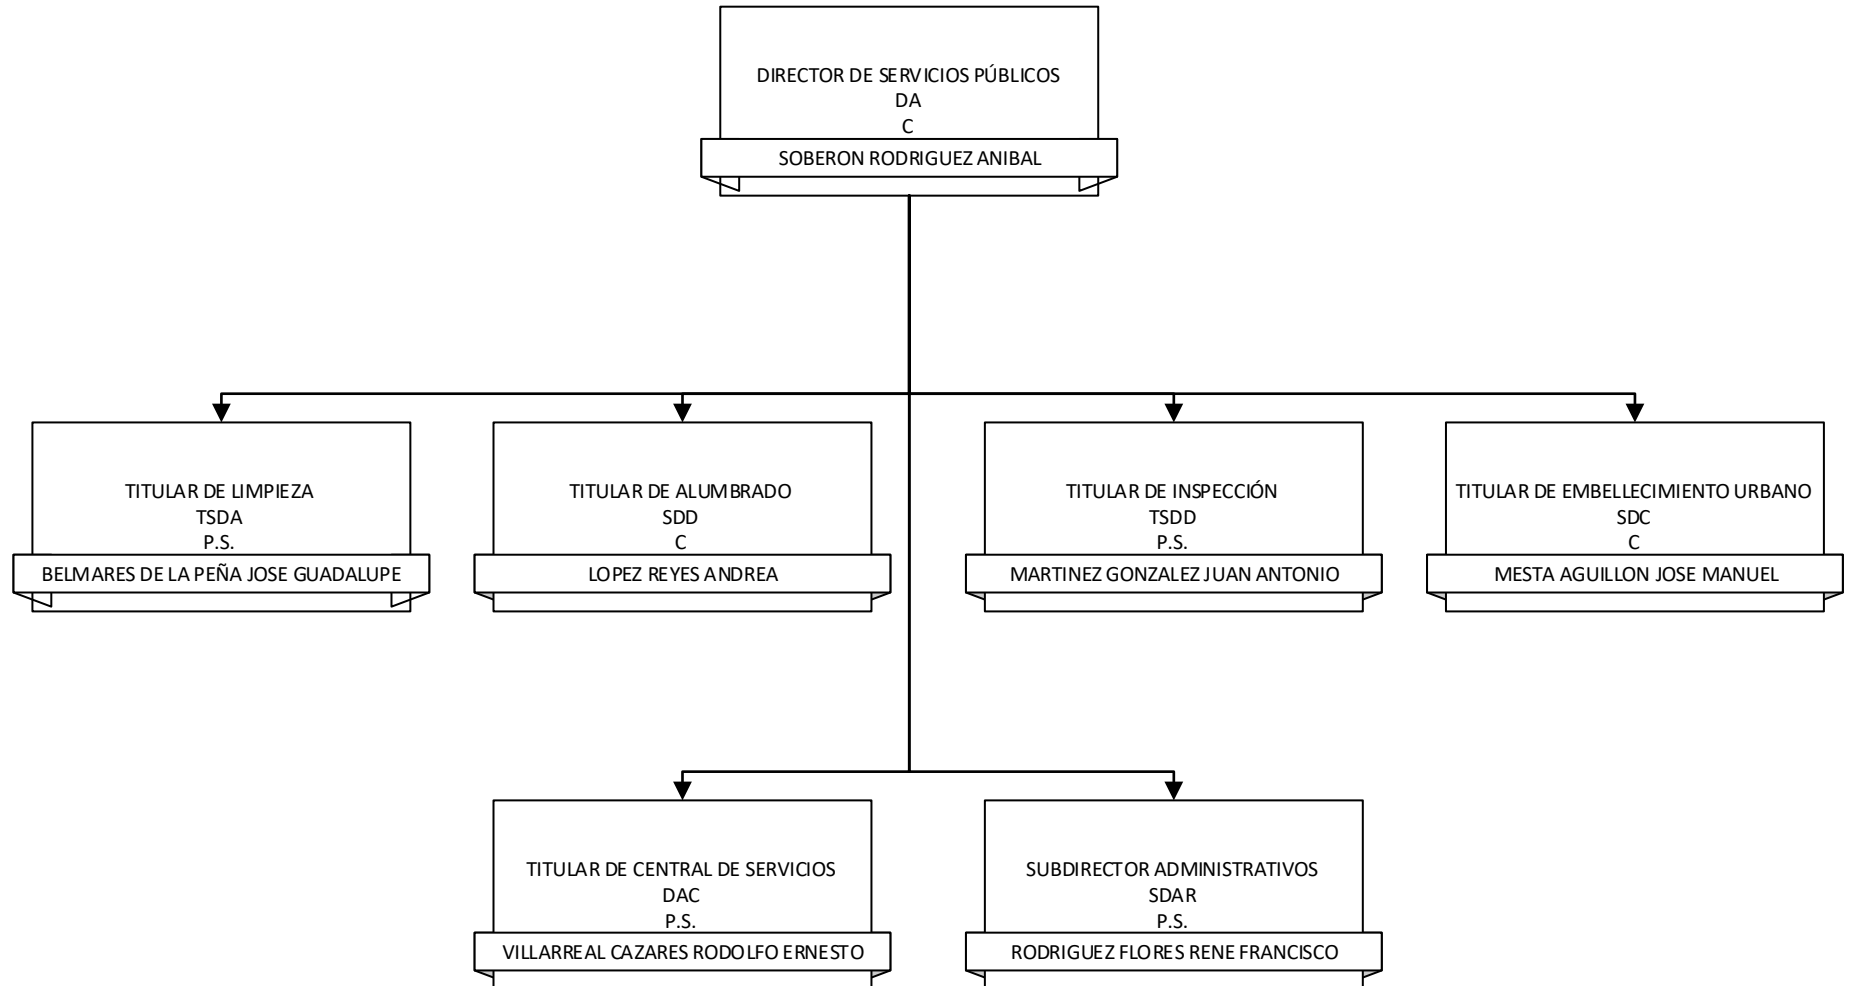 DIRECTOR DE SERVICIOS PÚBLICOS
DA
C
SOBERON RODRIGUEZ ANIBAL
TITULAR DE LIMPIEZA
TSDA
P.S.
BELMARES DE LA PEÑA JOSE GUADALUPE
TITULAR DE ALUMBRADO
SDD
C
LOPEZ REYES ANDREA
TITULAR DE INSPECCIÓN
TSDD
P.S.
MARTINEZ GONZALEZ JUAN ANTONIO
TITULAR DE EMBELLECIMIENTO URBANO
SDC
C
MESTA AGUILLON JOSE MANUEL
TITULAR DE CENTRAL DE SERVICIOS
DAC
P.S.
VILLARREAL CAZARES RODOLFO ERNESTO
SUBDIRECTOR ADMINISTRATIVOS
SDAR
P.S.
RODRIGUEZ FLORES RENE FRANCISCO